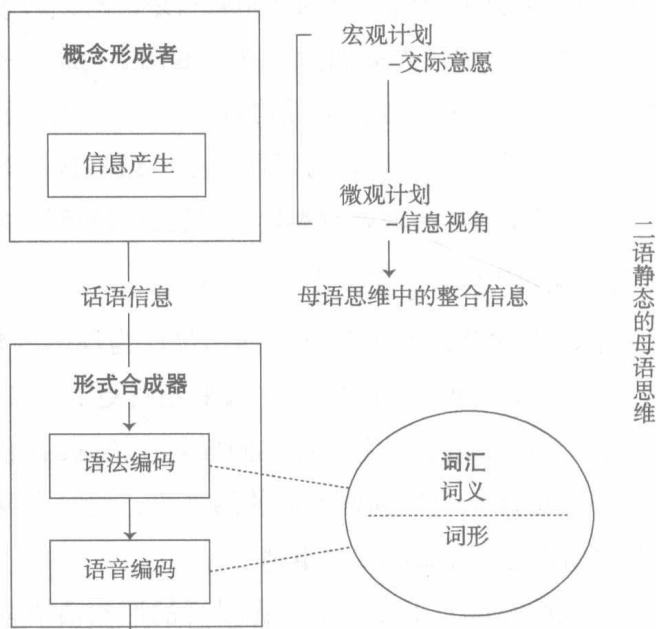 概念形成者
信息产生
宏观计划
–交际意愿
微观计划
–信息视角
话语信息
母语思维中的整合信息
二语静态的母语思维
形式合成器
语法编码
语音编码
词汇
词义
词形